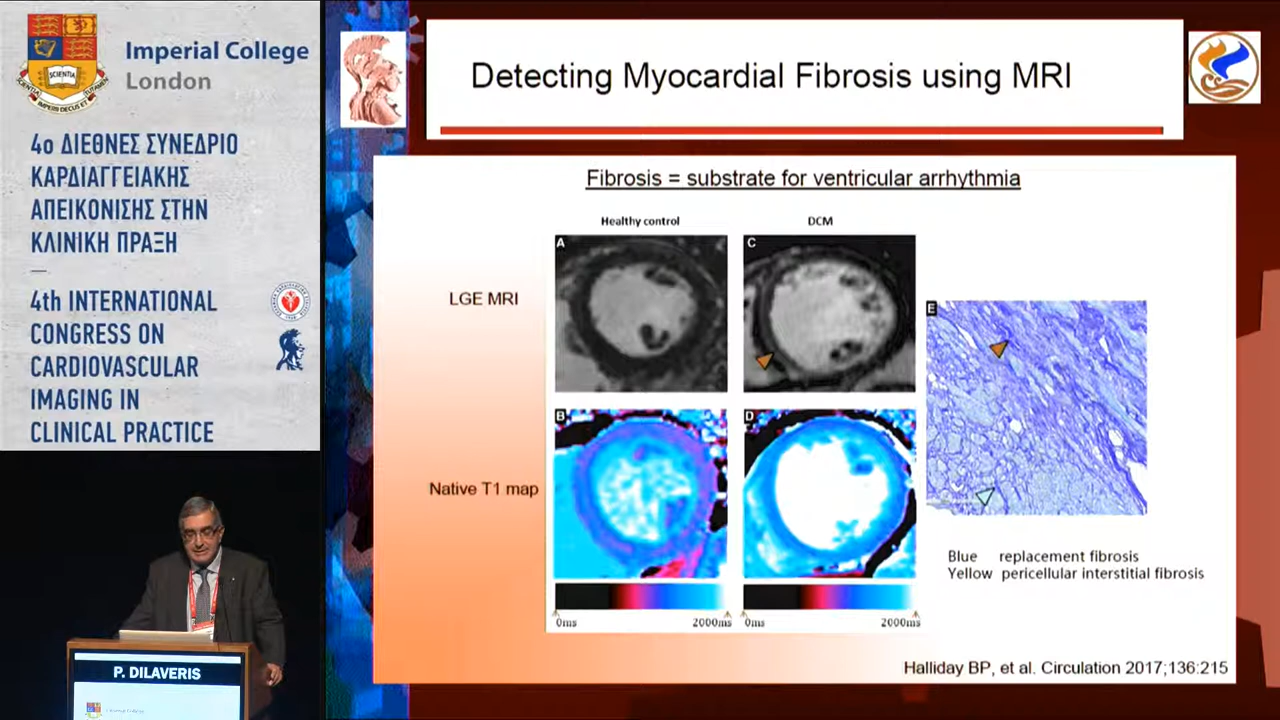 Imperial College
London
4ο ΔΙΕΘΝΕΣ ΣΥΝΕΔΡΙΟ
ΚΑΡΔΙΑΓΓΕΙΑΚΗΣ
ΑΠΕΙΚΟΝΙΣΗΣ ΣΤΗΝ
ΚΛΙΝΙΚΗ ΠΡΑΞΗ
4th INTERNATIONAL
CONGRESS ON
CARDIOVASCULAR
IMAGING IN
CLINICAL PRACTICE
P. DILAVERIS
Detecting Myocardial Fibrosis using MRI
Fibrosis = substrate for ventricular arrhythmia
Healthy control
DCM
LGE MRI
A
C
E
Native T1 map
B
D
0ms
2000ms
0ms
2000ms
Blue replacement fibrosis
Yellow pericellular interstitial fibrosis
Halliday BP, et al. Circulation 2017;136:215